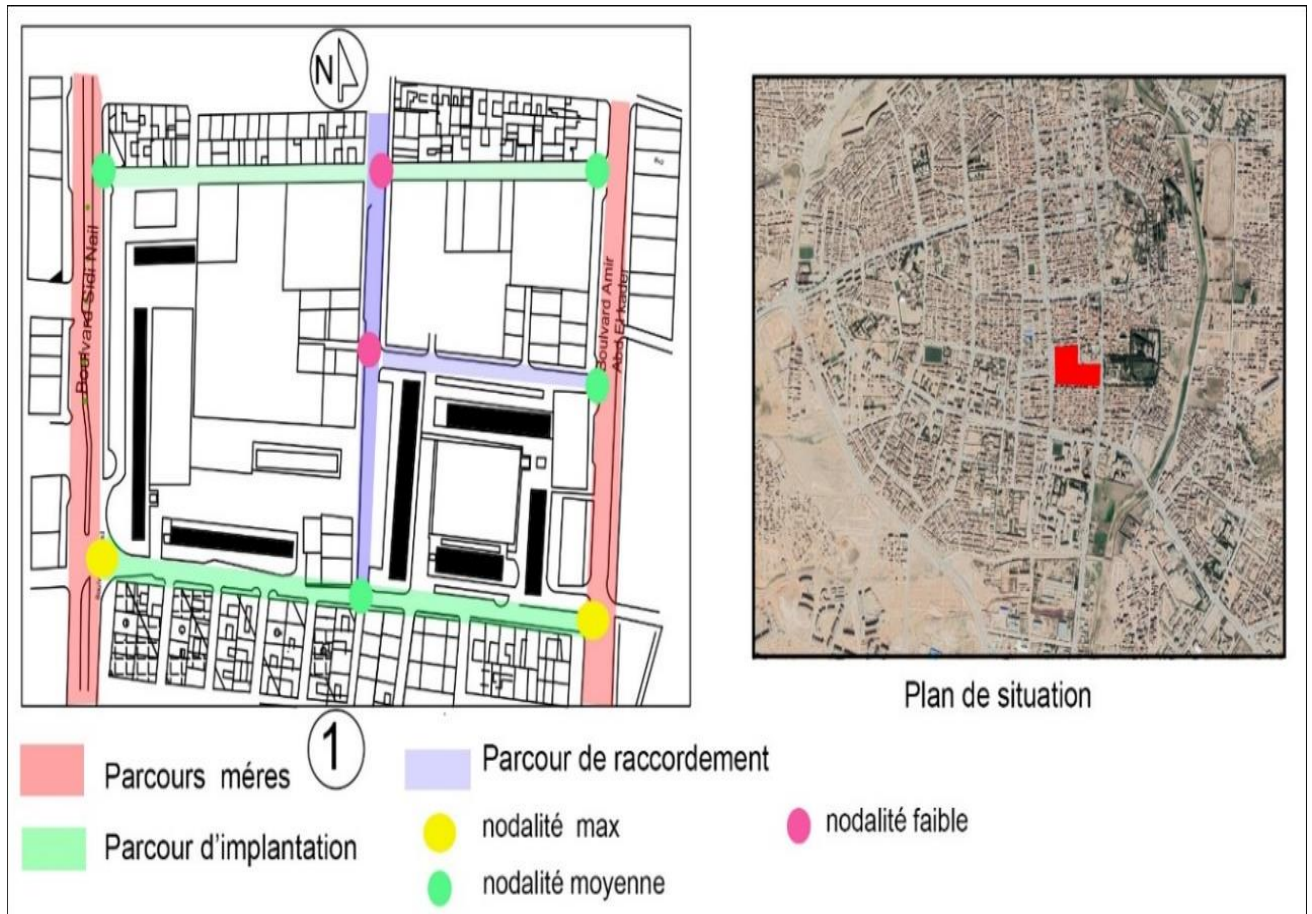 N
Boulvard Sidi Nail
Boulvard Amir
Abd El kader
1
Plan de situation
Parcours méres
Parcour d'implantation
Parcour de raccordement
nodalité max
nodalité moyenne
nodalité faible